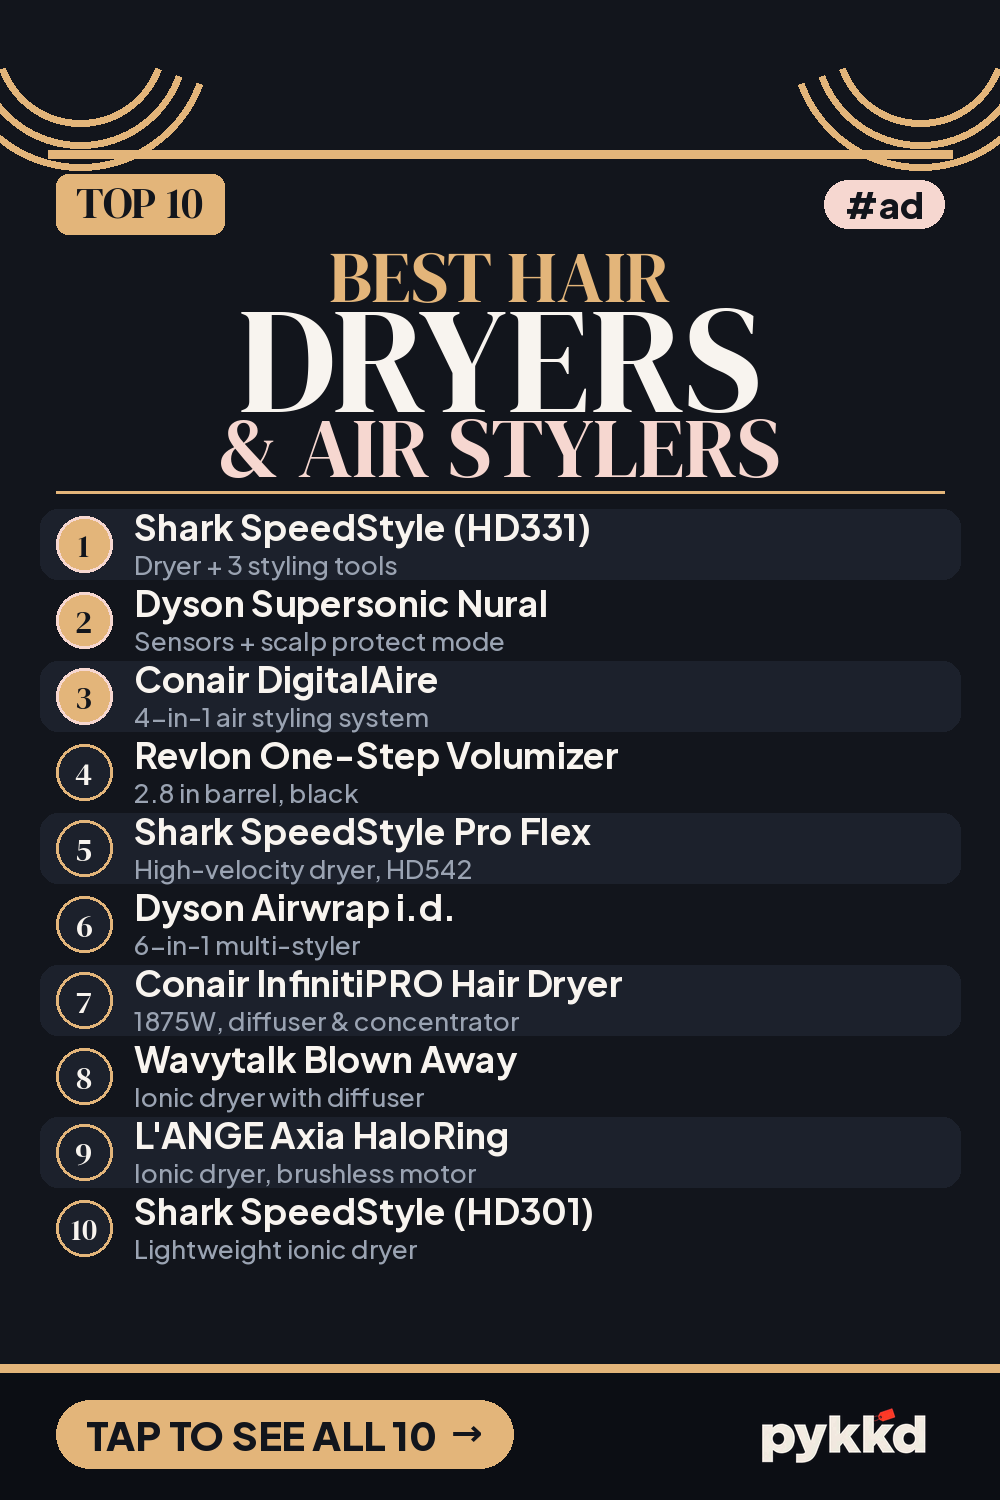 TOP 10
#ad
BEST HAIR
DRYERS
& AIR STYLERS
1
Shark SpeedStyle (HD331)
Dryer + 3 styling tools
2
Dyson Supersonic Nural
Sensors + scalp protect mode
3
Conair DigitalAire
4-in-1 air styling system
4
Revlon One-Step Volumizer
2.8 in barrel, black
5
Shark SpeedStyle Pro Flex
High-velocity dryer, HD542
6
Dyson Airwrap i.d.
6-in-1 multi-styler
7
Conair InfinitiPRO Hair Dryer
1875W, diffuser & concentrator
8
Wavytalk Blown Away
Ionic dryer with diffuser
9
L'ANGE Axia HaloRing
Ionic dryer, brushless motor
10
Shark SpeedStyle (HD301)
Lightweight ionic dryer
TAP TO SEE ALL 10 →
pykkd